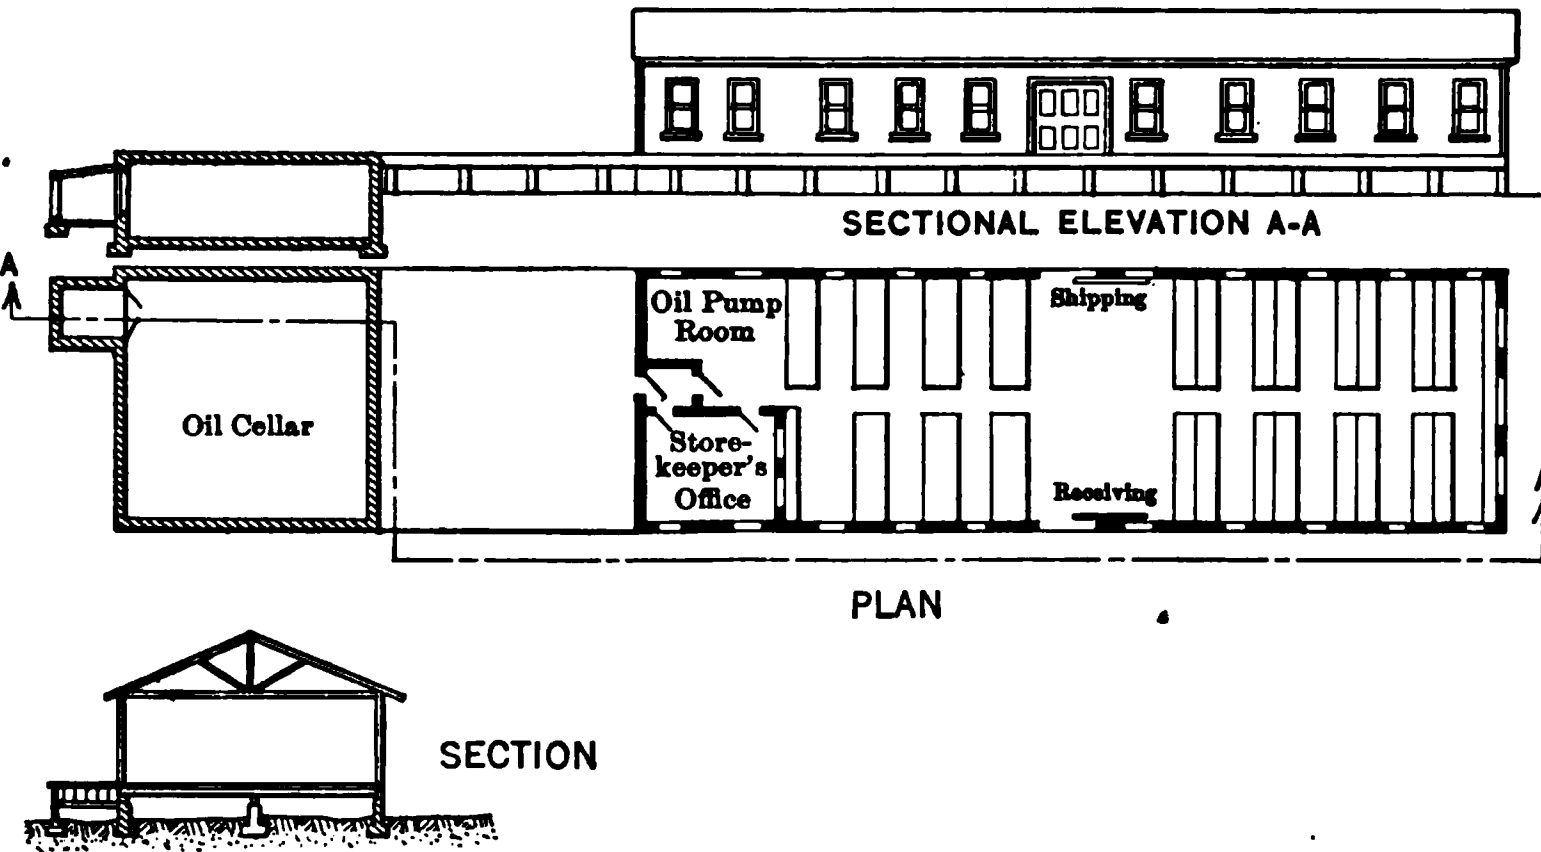 SECTIONAL ELEVATION A-A
A
Oil Pump
Room
Shipping
Oil Cellar
Store-
keeper's
Office
Receiving
PLAN
SECTION